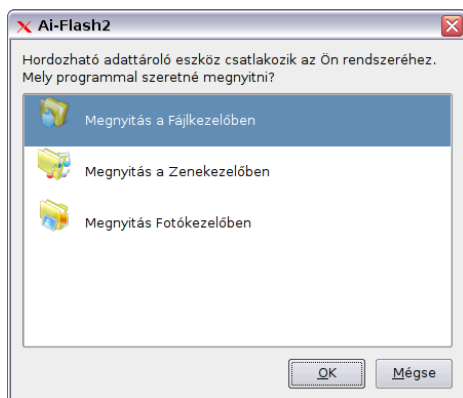 Ai-Flash2
Hordozható adattároló eszköz csatlakozik az Ön rendszeréhez.
Mely programmal szeretné megnyitni?
Megnyitás a Fájlkezelőben
Megnyitás a Zenekezelőben
Megnyitás Fotókezelőben
OK
Mégse